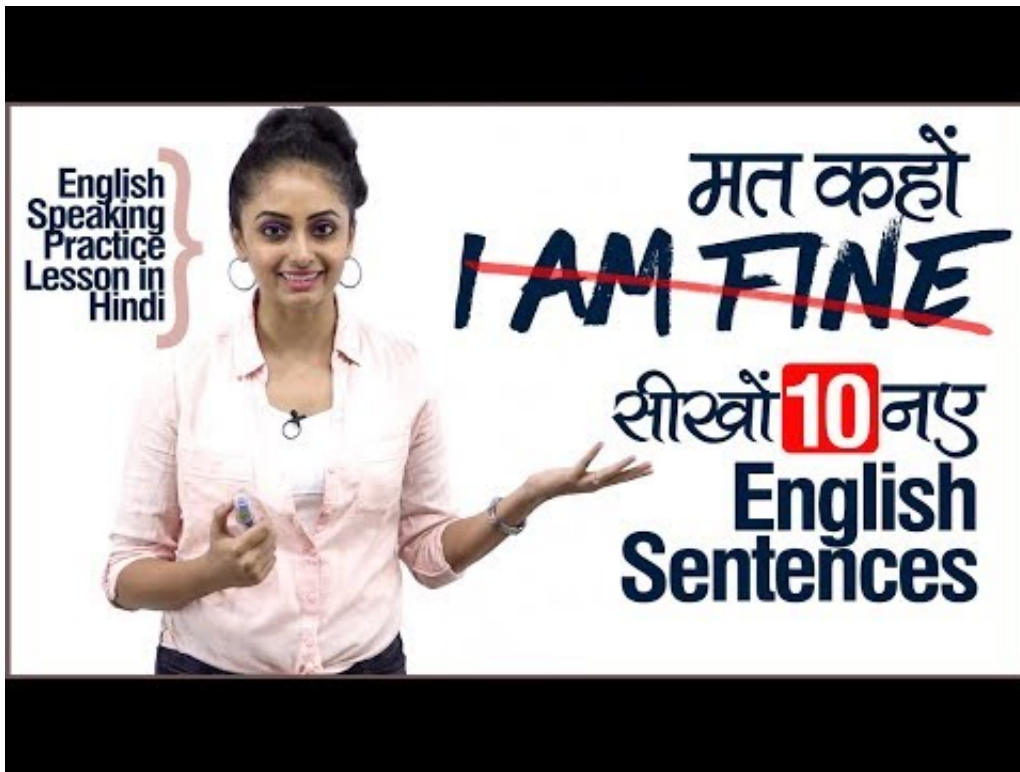 English
Speaking
Practice
Lesson in
Hindi
मत कहों
I AM FINE
सीखों 10 नए
English
Sentences